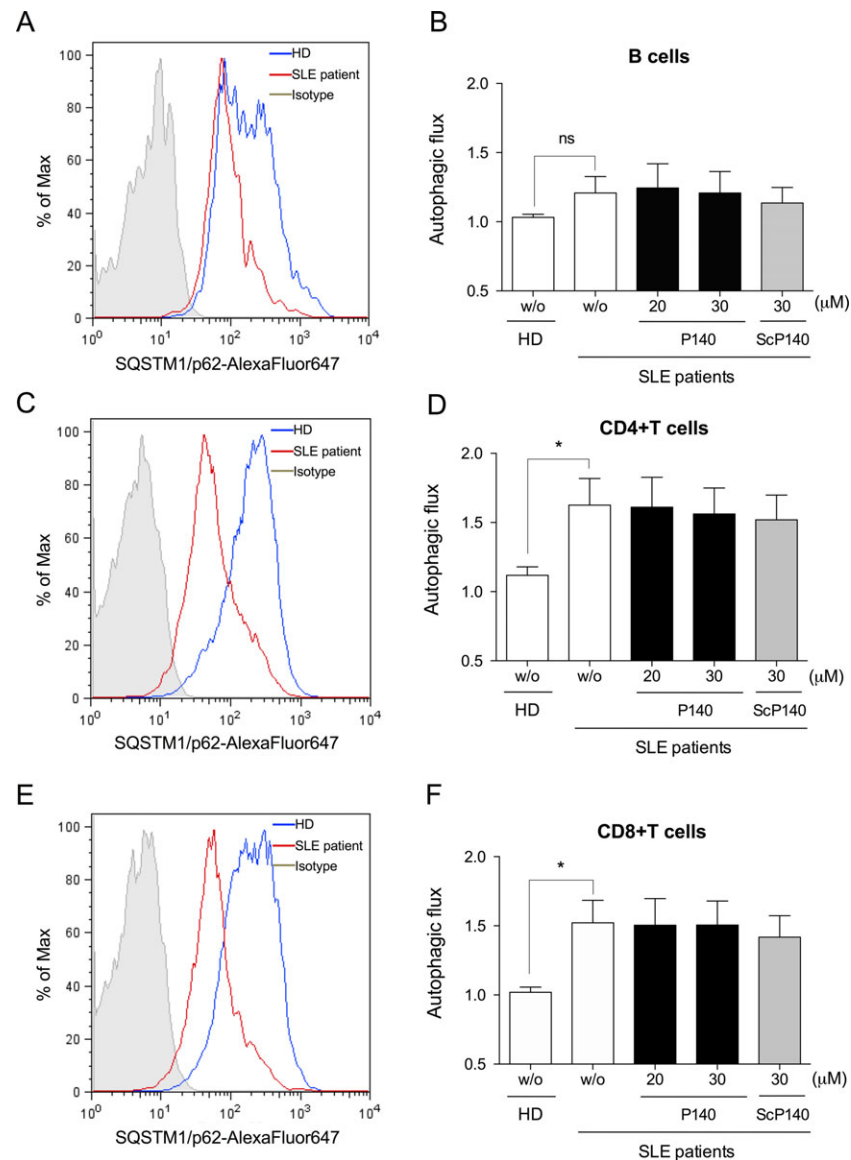 A
HD
SLE patient
Isotype
100
80
60
40
20
0
% of Max
10^0 10^1 10^2 10^3 10^4
SQSTM1/p62-AlexaFluor647
B
B cells
2.0
1.5
1.0
0.5
Autophagic flux
ns
w/o w/o 20 30 30 (μM)
HD P140 ScP140
SLE patients
C
HD
SLE patient
Isotype
100
80
60
40
20
0
% of Max
10^0 10^1 10^2 10^3 10^4
SQSTM1/p62-AlexaFluor647
D
CD4+T cells
2.0
1.5
1.0
0.5
Autophagic flux
*
w/o w/o 20 30 30 (μM)
HD P140 ScP140
SLE patients
E
HD
SLE patient
Isotype
100
80
60
40
20
0
% of Max
10^0 10^1 10^2 10^3 10^4
SQSTM1/p62-AlexaFluor647
F
CD8+T cells
2.0
1.5
1.0
0.5
Autophagic flux
*
w/o w/o 20 30 30 (μM)
HD P140 ScP140
SLE patients